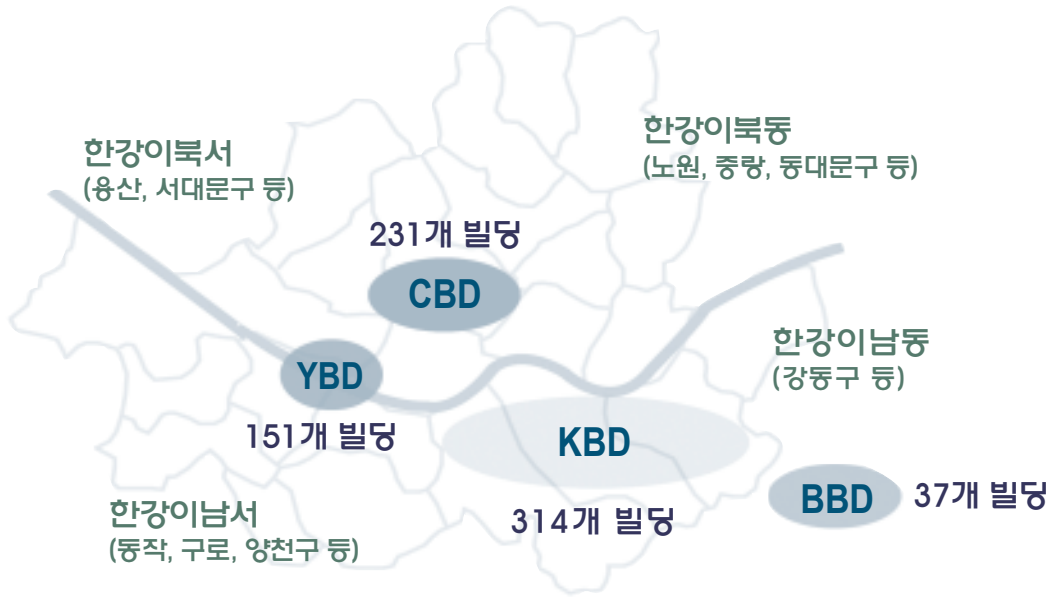 한강이북서
(용산, 서대문구 등)
한강이북동
(노원, 중랑, 동대문구 등)
231개 빌딩
CBD
YBD
151개 빌딩
한강이남동
(강동구 등)
KBD
314개 빌딩
BBD
37개 빌딩
한강이남서
(동작, 구로, 양천구 등)